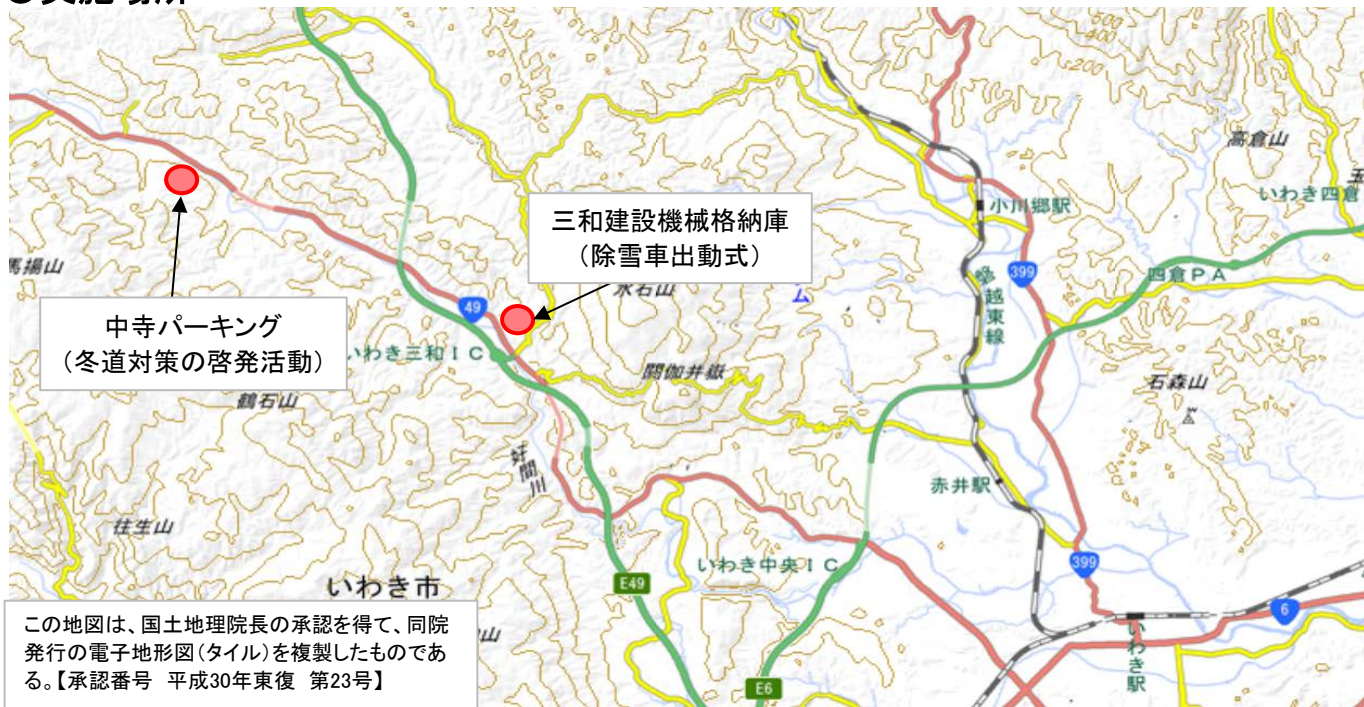 高倉山
いわき四倉
小川郷駅
三和建設機械格納庫
(除雪車出動式)
399
四倉PA
馬揚山
水石山
磐越東線
49
中寺パーキング
(冬道対策の啓発活動)
いわき三和IC
閼伽井嶽
石森山
鶴石山
好間川
赤井駅
往生山
いわき中央IC
399
いわき市
E49
6
この地図は、国土地理院長の承認を得て、同院
発行の電子地形図(タイル)を複製したものであ
る。【承認番号 平成30年東復 第23号】
山
いわき駅
E6